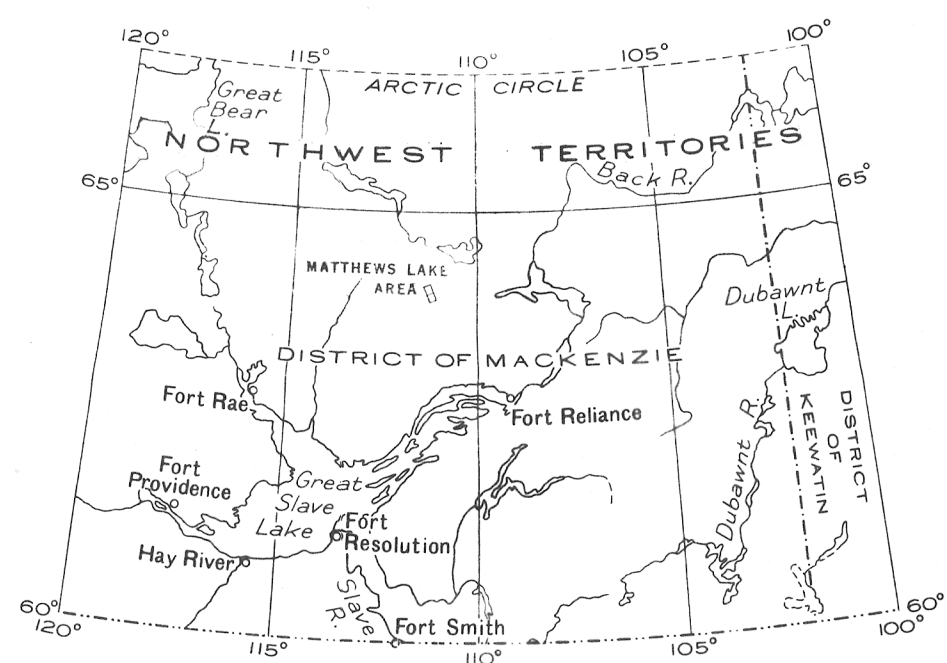 120°
115°
110°
105°
100°
ARCTIC CIRCLE
Great
Bear
L.
NORTHWEST TERRITORIES
Back R.
65°
65°
MATTHEWS LAKE
AREA
Dubawnt
L.
DISTRICT OF MACKENZIE
Fort Rae
Fort Reliance
DISTRICT
OF
KEEWATIN
Dubawnt R.
Fort
Providence
Great
Slave
Lake
Fort
Resolution
Hay River
Slave
R.
Fort Smith
60°
120°
115°
110°
105°
60°
100°